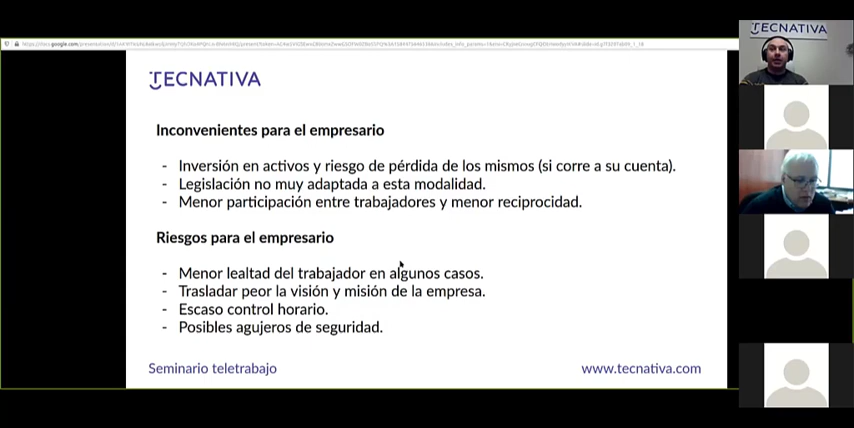 TECNATIVA
Inconvenientes para el empresario
- Inversión en activos y riesgo de pérdida de los mismos (si corre a su cuenta).
- Legislación no muy adaptada a esta modalidad.
- Menor participación entre trabajadores y menor reciprocidad.
Riesgos para el empresario
- Menor lealtad del trabajador en algunos casos.
- Trasladar peor la visión y misión de la empresa.
- Escaso control horario.
- Posibles agujeros de seguridad.
Seminario teletrabajo
www.tecnativa.com
TECNATIVA